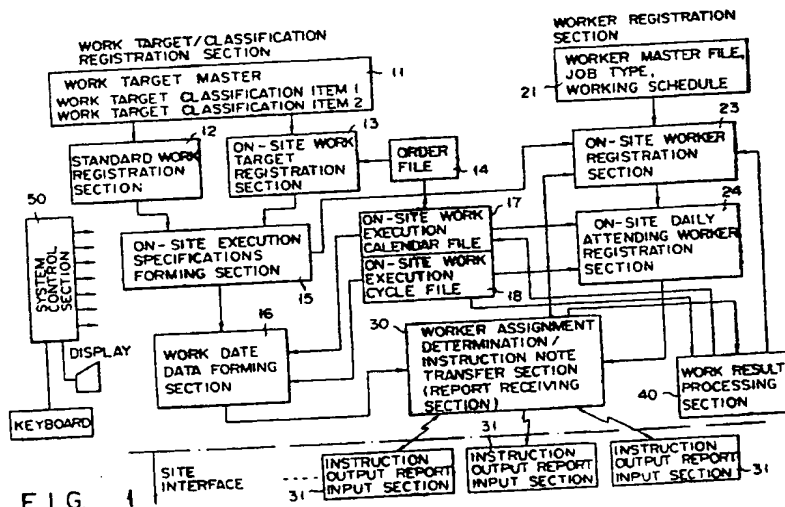 WORK TARGET/CLASSIFICATION
REGISTRATION SECTION
11
WORK TARGET MASTER
WORK TARGET CLASSIFICATION ITEM 1
WORK TARGET CLASSIFICATION ITEM 2
WORKER REGISTRATION
SECTION
WORKER MASTER FILE,
JOB TYPE,
WORKING SCHEDULE
21
12
STANDARD WORK
REGISTRATION
SECTION
13
ON-SITE WORK
TARGET
REGISTRATION
SECTION
ORDER
FILE
14
23
ON-SITE WORKER
REGISTRATION
SECTION
50
SYSTEM
CONTROL
SECTION
ON-SITE EXECUTION
SPECIFICATIONS
FORMING SECTION
15
17
ON-SITE WORK
EXECUTION
CALENDAR FILE
ON-SITE WORK
EXECUTION
CYCLE FILE
18
24
ON-SITE DAILY
ATTENDING WORKER
REGISTRATION
SECTION
16
WORK DATE
DATA FORMING
SECTION
30
WORKER ASSIGNMENT
DETERMINATION/
INSTRUCTION NOTE
TRANSFER SECTION
(REPORT RECEIVING
SECTION)
WORK RESULT
PROCESSING
SECTION
40
DISPLAY
KEYBOARD
SITE
INTERFACE
INSTRUCTION
OUTPUT REPORT
INPUT SECTION
31
31
INSTRUCTION
OUTPUT REPORT
INPUT SECTION
INSTRUCTION
OUTPUT REPORT
INPUT SECTION
31
FIG. 1